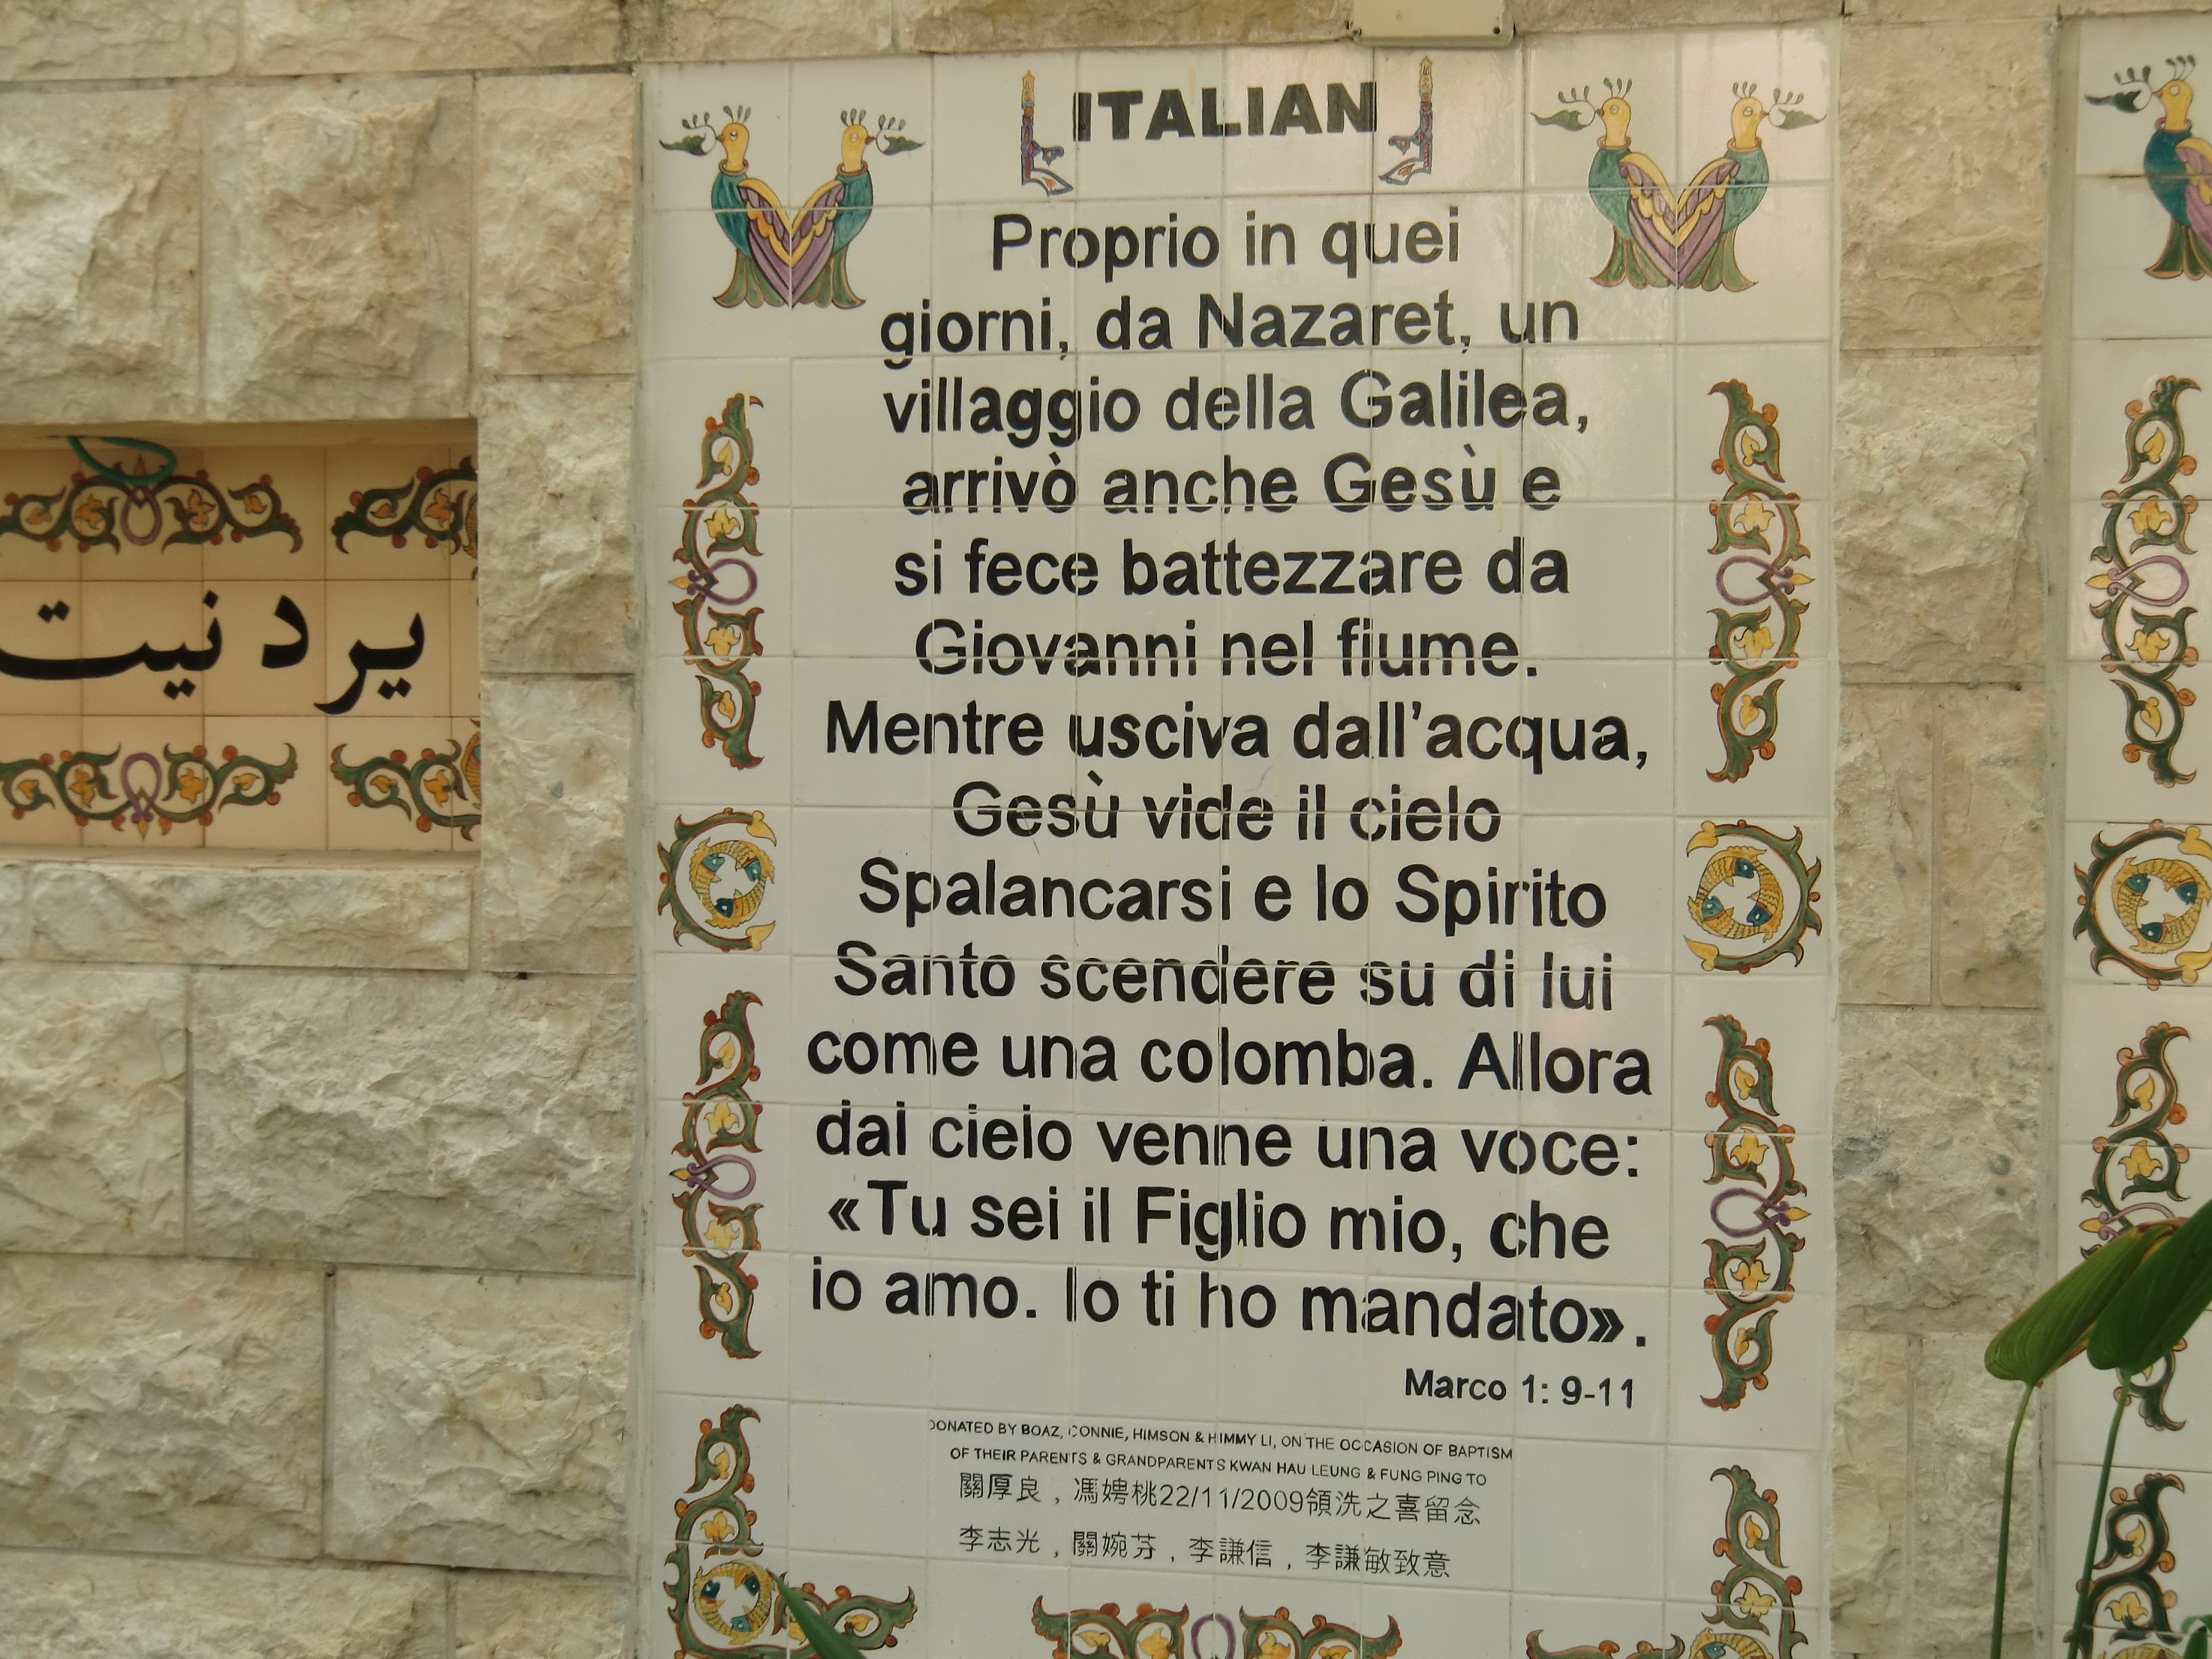 ITALIAN
Proprio in quei
giorni, da Nazaret, un
villaggio della Galilea,
arrivò anche Gesù e
si fece battezzare da
Giovanni nel fiume.
Mentre usciva dall'acqua,
Gesù vide il cielo
Spalancarsi e lo Spirito
Santo scendere su di lui
come una colomba. Allora
dal cielo venne una voce:
«Tu sei il Figlio mio, che
io amo. Io ti ho mandato».
Marco 1: 9-11
DONATED BY BOAZ, CONNIE, HIMSON & HIMMY LI, ON THE OCCASION OF BAPTISM
OF THEIR PARENTS & GRANDPARENTS KWAN HAU LEUNG & FUNG PING TO
關厚良，馮娉桃22/11/2009領洗之喜留念
李志光，關婉芬，李謙信，李謙敏致意
يردنيت